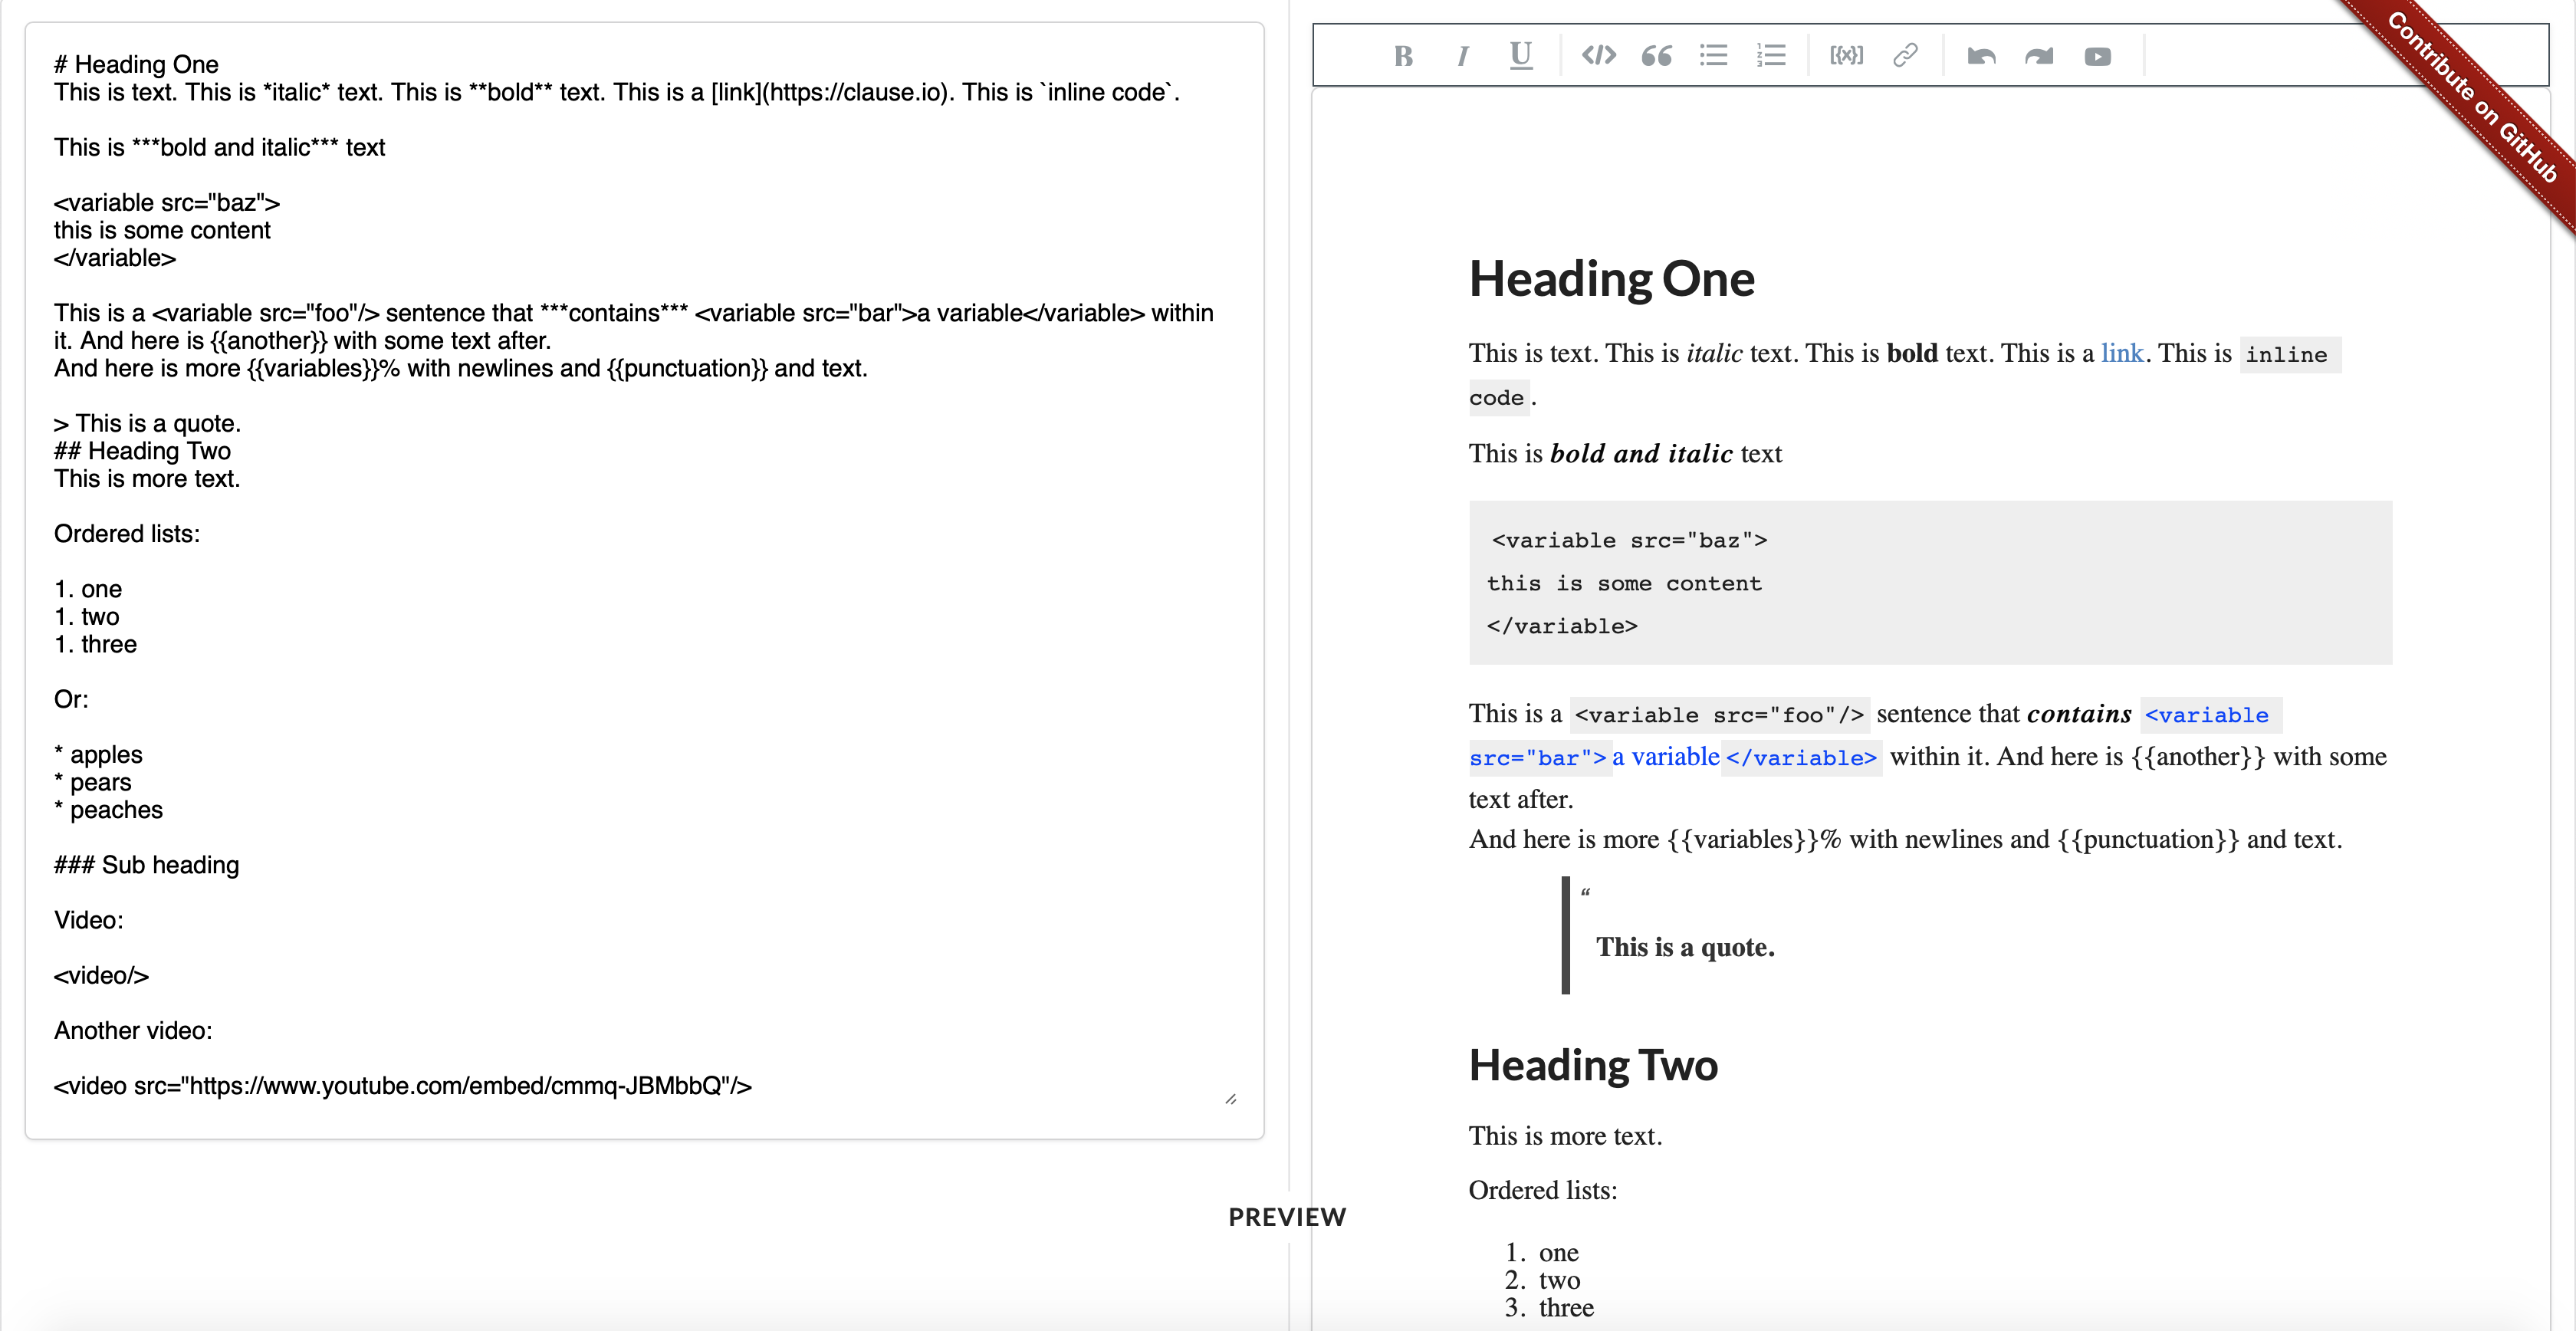 # Heading One
This is text. This is *italic* text. This is **bold** text. This is a [link](https://clause.io). This is `inline code`.
This is ***bold and italic*** text
<variable src="baz">
this is some content
</variable>
This is a <variable src="foo"/> sentence that ***contains*** <variable src="bar">a variable</variable> within
it. And here is {{another}} with some text after.
And here is more {{variables}}% with newlines and {{punctuation}} and text.
> This is a quote.
## Heading Two
This is more text.
Ordered lists:
1. one
1. two
1. three
Or:
* apples
* pears
* peaches
### Sub heading
Video:
<video/>
Another video:
<video src="https://www.youtube.com/embed/cmmq-JBMbbQ"/>
PREVIEW
B I U </> “ {x}
Contribute on GitHub
Heading One
This is text. This is italic text. This is bold text. This is a link. This is inline
code.
This is bold and italic text
<variable src="baz">
this is some content
</variable>
This is a <variable src="foo"/> sentence that contains <variable
src="bar">a variable</variable> within it. And here is {{another}} with some
text after.
And here is more {{variables}}% with newlines and {{punctuation}} and text.
“
This is a quote.
Heading Two
This is more text.
Ordered lists:
1. one
2. two
3. three